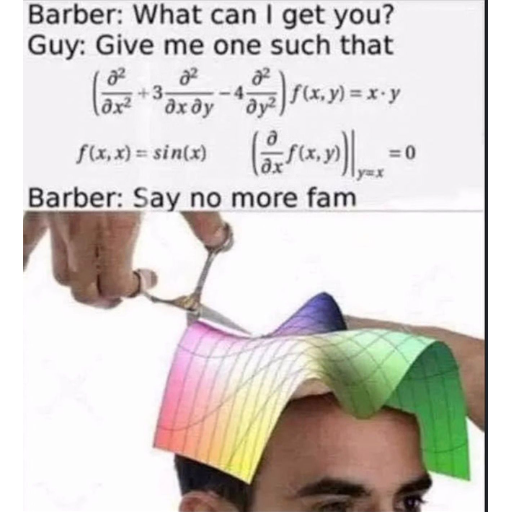 Barber: What can I get you?
Guy: Give me one such that
(∂²/∂x² + 3·∂²/∂x∂y − 4·∂²/∂y²) f(x,y) = x·y
f(x,x) = sin(x)   (∂/∂x f(x,y))|y=x = 0
Barber: Say no more fam